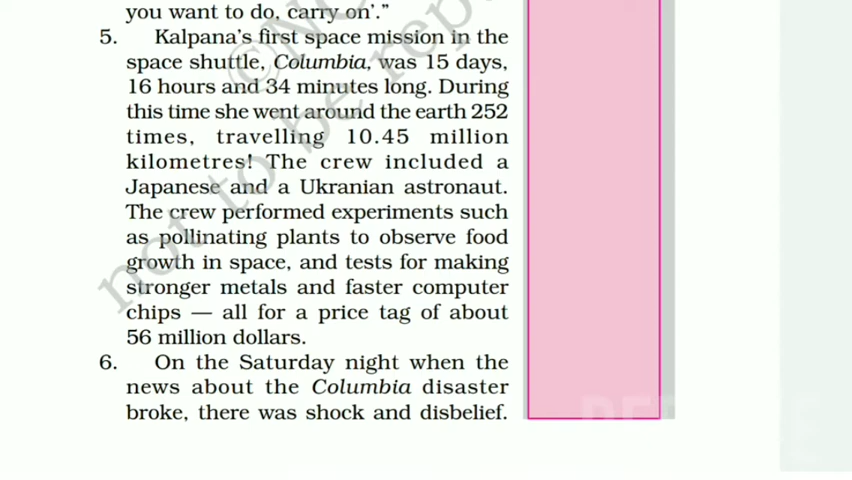 you want to do, carry on'."
5. Kalpana's first space mission in the
space shuttle, Columbia, was 15 days,
16 hours and 34 minutes long. During
this time she went around the earth 252
times, travelling 10.45 million
kilometres! The crew included a
Japanese and a Ukranian astronaut.
The crew performed experiments such
as pollinating plants to observe food
growth in space, and tests for making
stronger metals and faster computer
chips — all for a price tag of about
56 million dollars.
6. On the Saturday night when the
news about the Columbia disaster
broke, there was shock and disbelief.
not to be rep